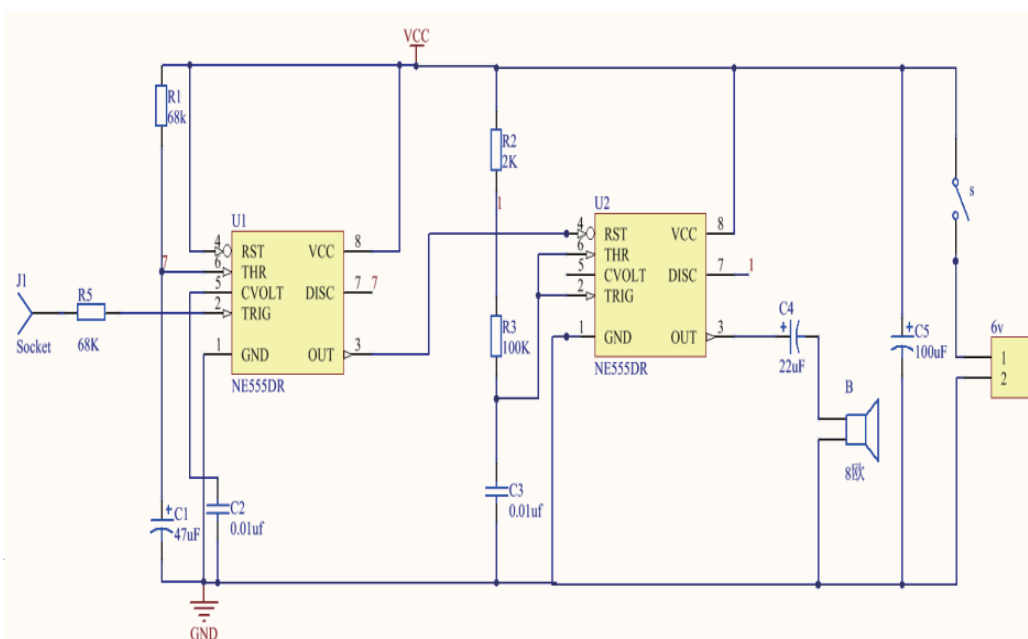 VCC
R1
68k
R2
2K
1
U1
4
RST
VCC
8
7
6
THR
5
CVOLT
DISC
7
7
2
TRIG
1
GND
OUT
3
NE555DR
J1
Socket
R5
68K
R3
100K
U2
4
RST
VCC
8
6
THR
5
CVOLT
DISC
7
1
2
TRIG
1
GND
OUT
3
NE555DR
C4
+
22uF
+
C5
100uF
s
6v
1
2
B
8欧
+
C1
47uF
C2
0.01uf
C3
0.01uf
GND